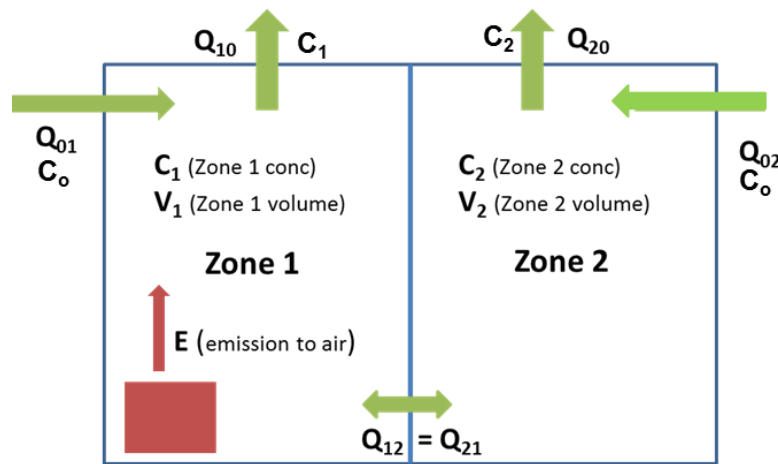 Q10 C1
C2 Q20
Q01
Co
Q02
Co
C1 (Zone 1 conc)
V1 (Zone 1 volume)
C2 (Zone 2 conc)
V2 (Zone 2 volume)
Zone 1
Zone 2
E (emission to air)
Q12 = Q21